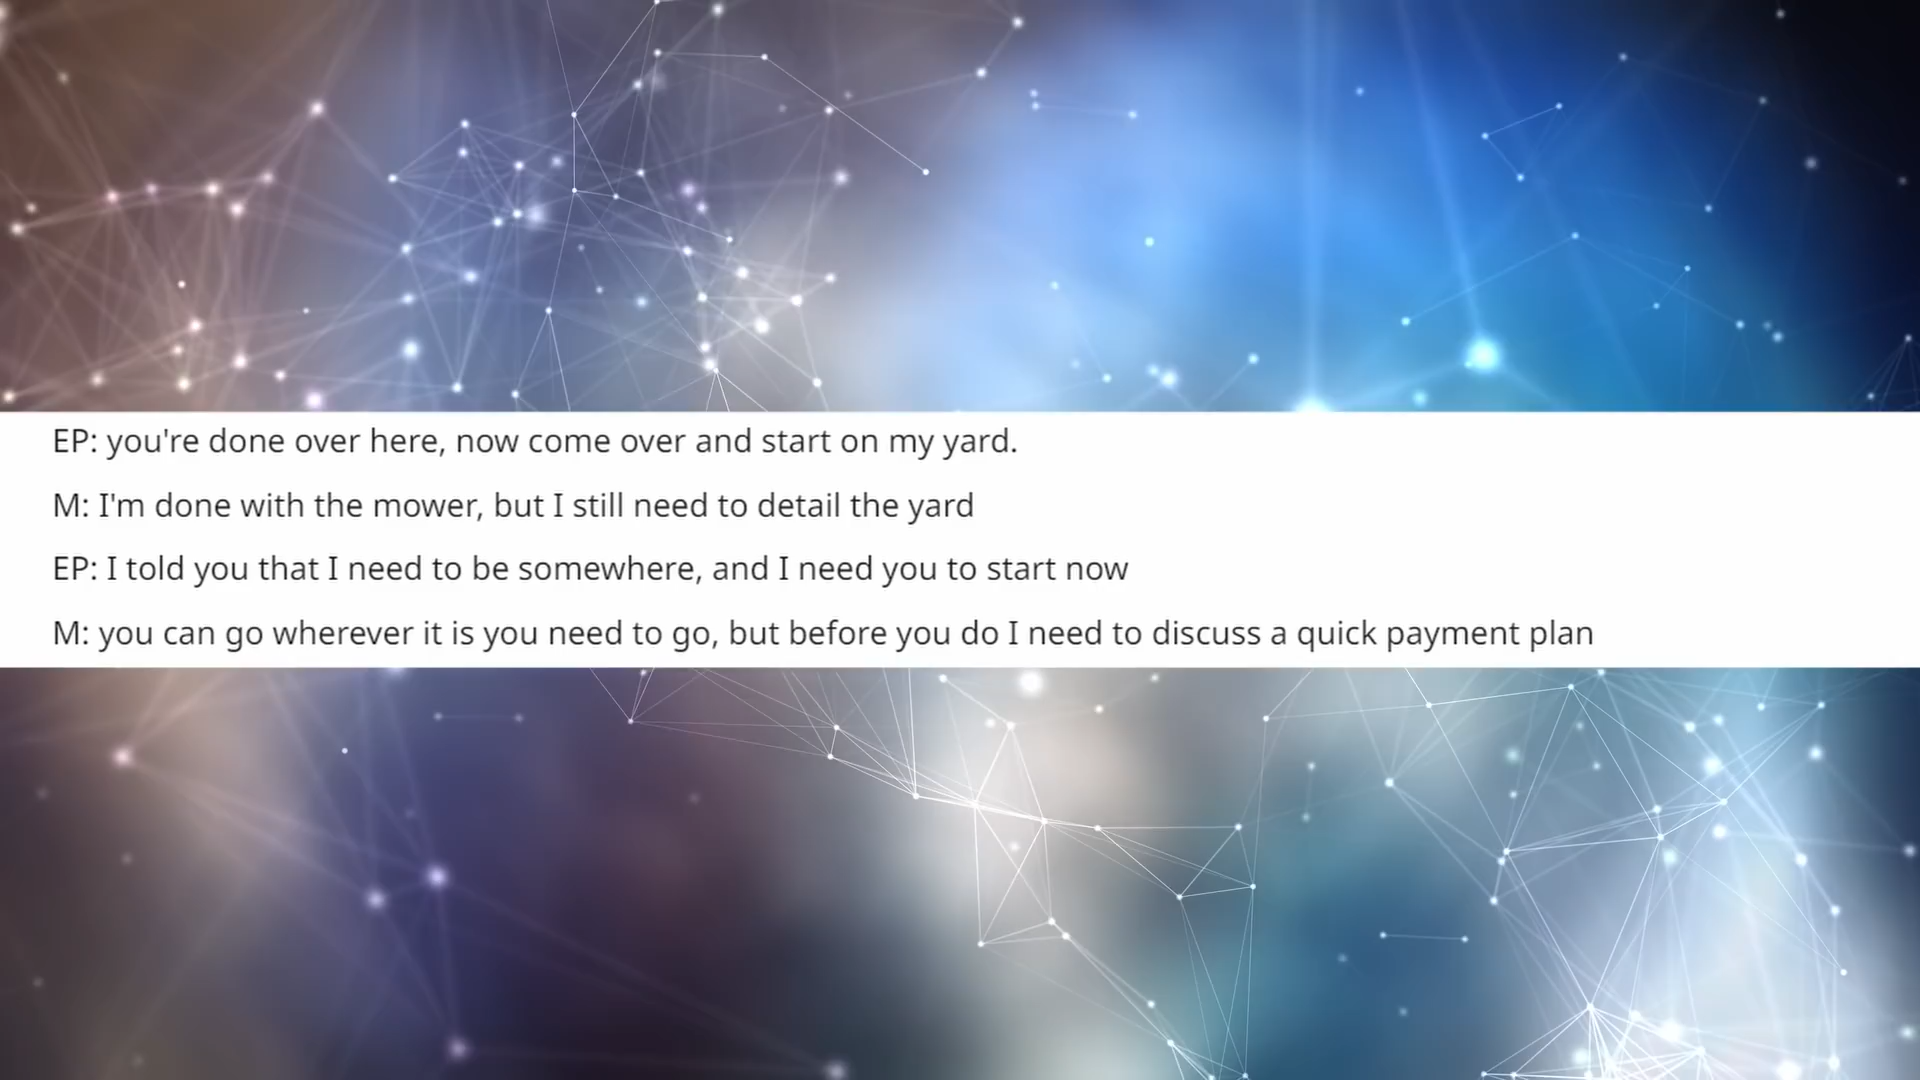 EP: you're done over here, now come over and start on my yard.
M: I'm done with the mower, but I still need to detail the yard
EP: I told you that I need to be somewhere, and I need you to start now
M: you can go wherever it is you need to go, but before you do I need to discuss a quick payment plan